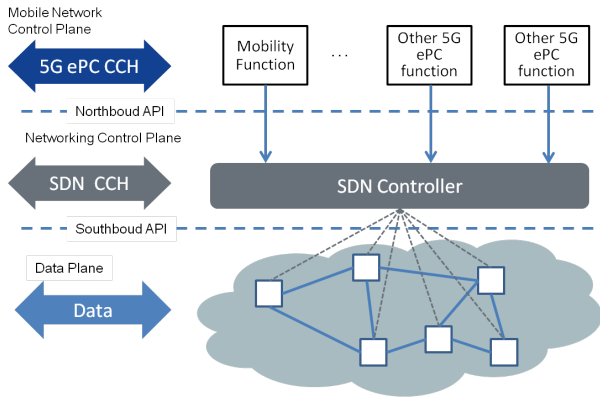 Mobile Network
Control Plane
5G ePC CCH
Mobility
Function
...
Other 5G
ePC
function
Other 5G
ePC
function
Northboud API
Networking Control Plane
SDN CCH
SDN Controller
Southboud API
Data Plane
Data